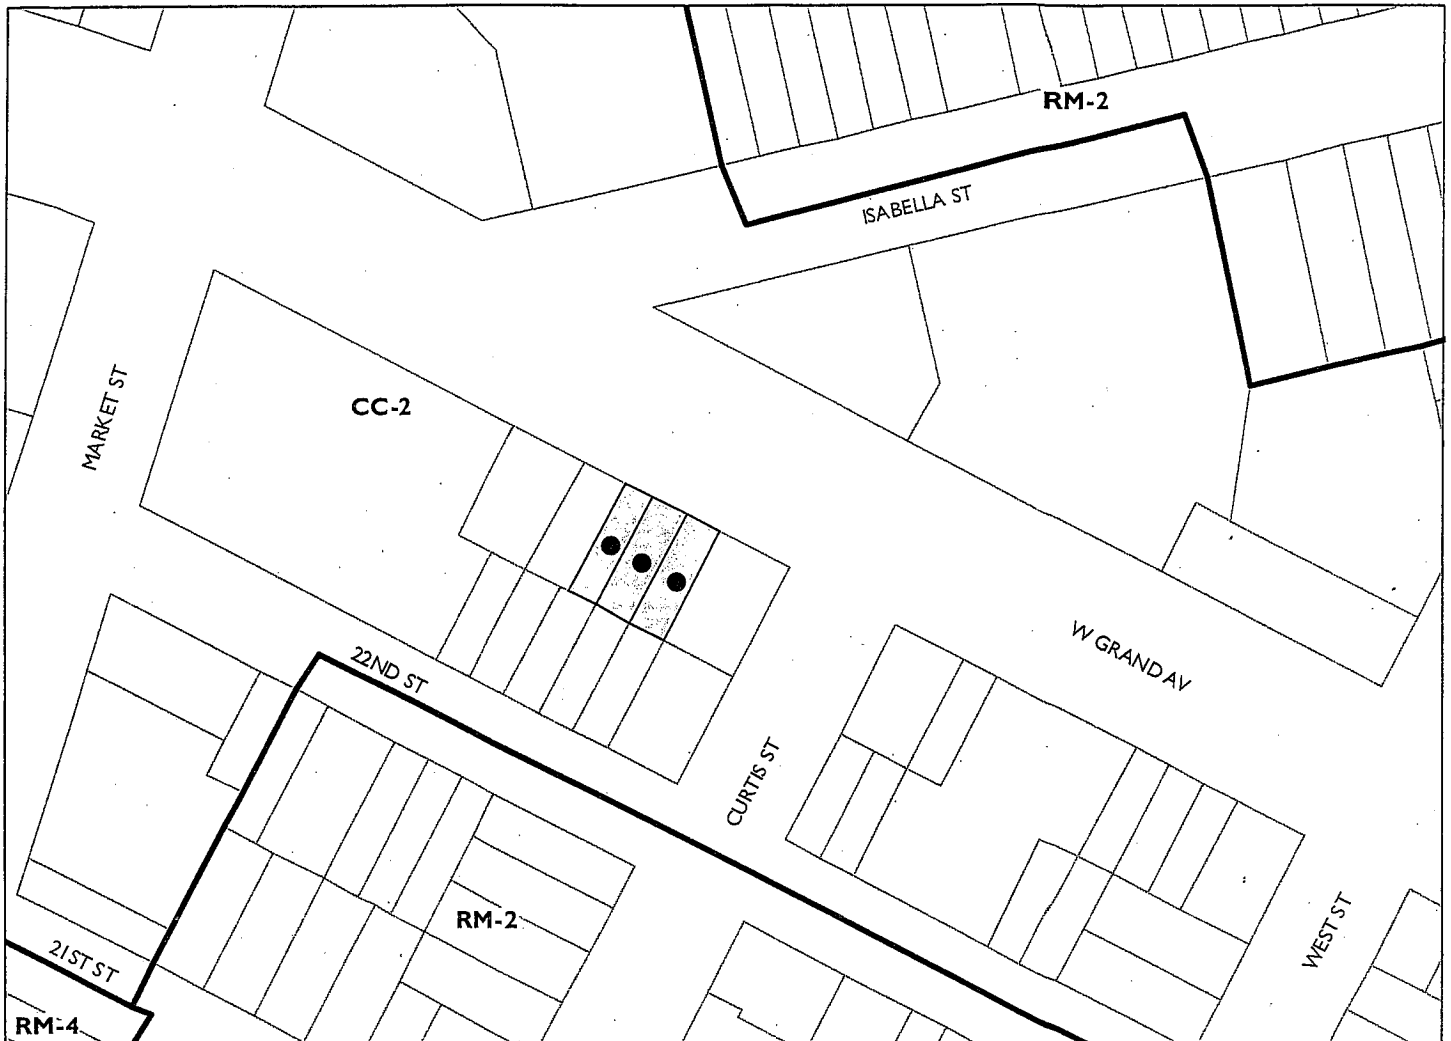 RM-2
ISABELLA ST
MARKET ST
CC-2
W GRAND AV
22ND ST
CURTIS ST
RM-2
WEST ST
21ST ST
RM-4